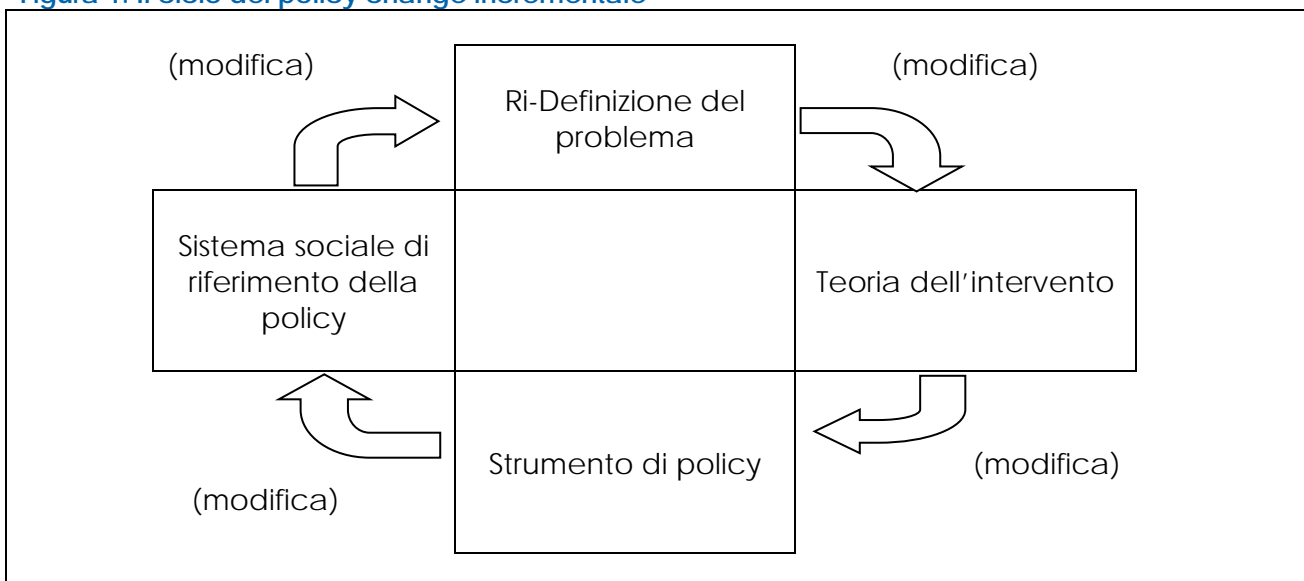 Figura 1. Il ciclo del policy change incrementale
(modifica)
(modifica)
Ri-Definizione del
problema
Sistema sociale di
riferimento della
policy
Teoria dell'intervento
Strumento di policy
(modifica)
(modifica)